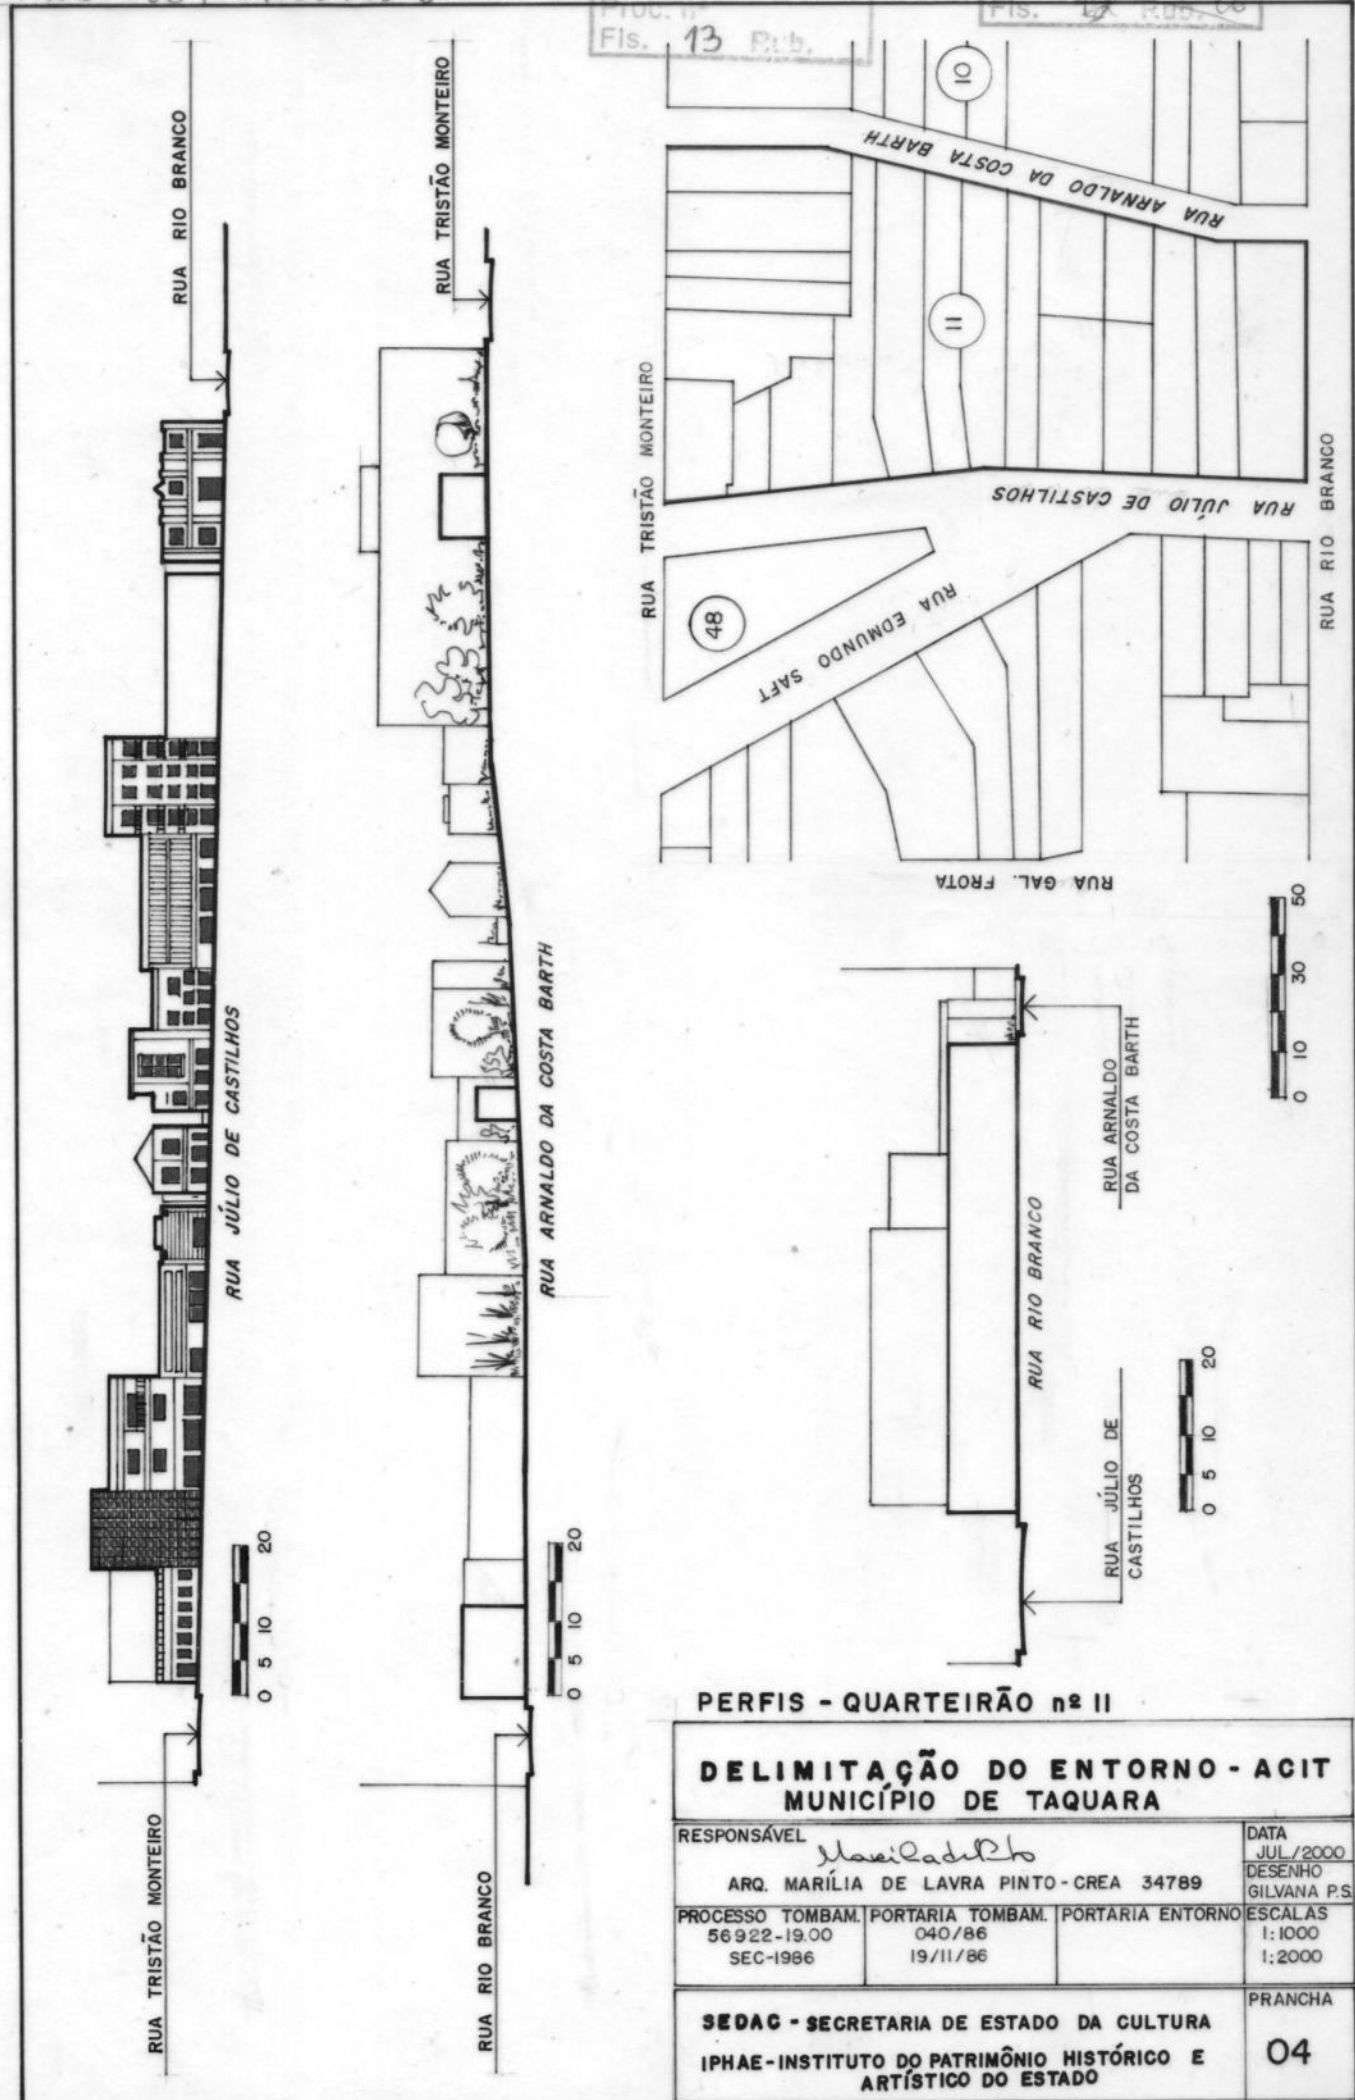 Proc. nº
Fls. 13 Rub.
Fls. Rub.
RUA RIO BRANCO
RUA TRISTÃO MONTEIRO
RUA JÚLIO DE CASTILHOS
0 5 10 20
RUA TRISTÃO MONTEIRO
RUA ARNALDO DA COSTA BARTH
0 5 10 20
RUA RIO BRANCO
10
RUA ARNALDO DA COSTA BARTH
11
RUA TRISTÃO MONTEIRO
RUA JÚLIO DE CASTILHOS
RUA RIO BRANCO
48
RUA EDMUNDO SAFT
RUA GAL. FROTA
0 10 30 50
RUA ARNALDO
DA COSTA BARTH
RUA RIO BRANCO
RUA JÚLIO DE
CASTILHOS
0 5 10 20
PERFIS - QUARTEIRÃO nº 11
DELIMITAÇÃO DO ENTORNO - ACIT
MUNICÍPIO DE TAQUARA
RESPONSÁVEL
ARQ. MARÍLIA DE LAVRA PINTO - CREA 34789
DATA
JUL/2000
DESENHO
GILVANA P.S.
PROCESSO TOMBAM.
56922-19.00
SEC-1986
PORTARIA TOMBAM.
040/86
19/11/86
PORTARIA ENTORNO
ESCALAS
1:1000
1:2000
SEDAC - SECRETARIA DE ESTADO DA CULTURA
IPHAE - INSTITUTO DO PATRIMÔNIO HISTÓRICO E
ARTÍSTICO DO ESTADO
PRANCHA
04